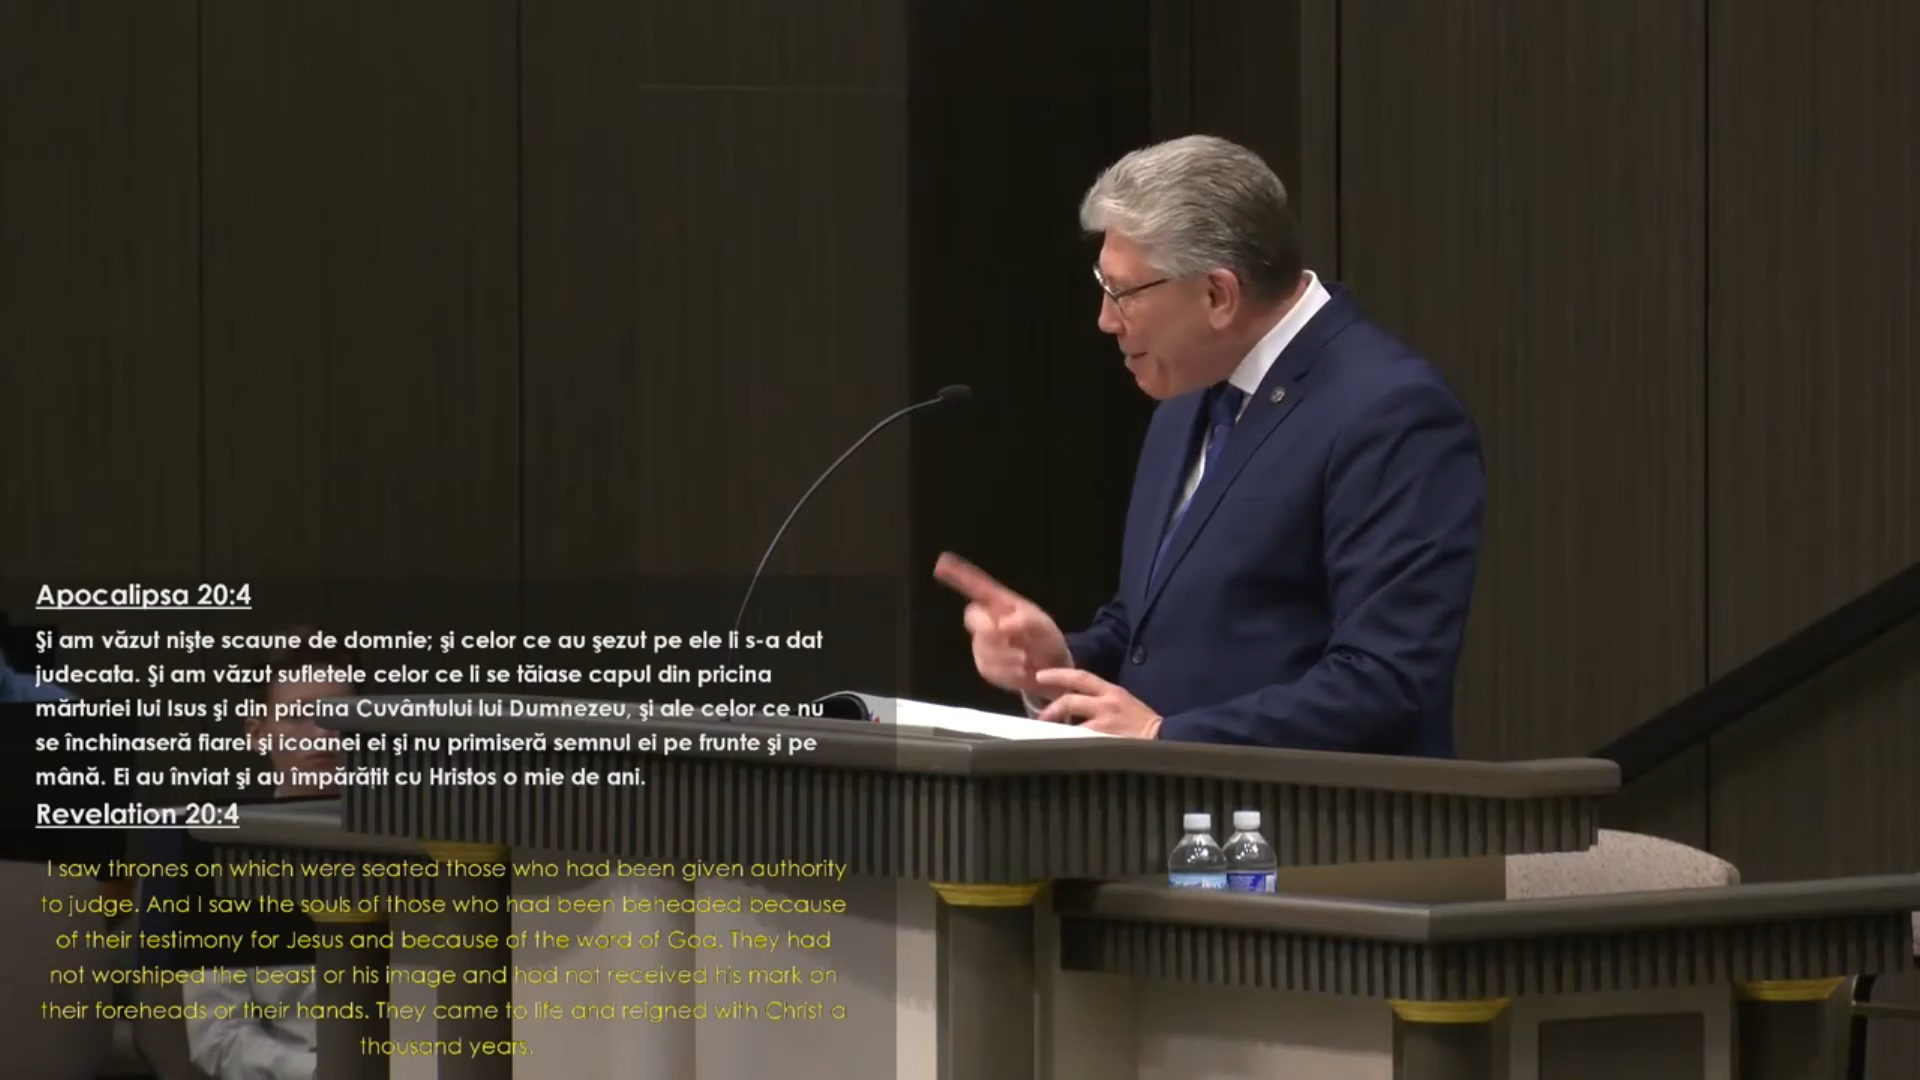 Apocalipsa 20:4
Şi am văzut nişte scaune de domnie; şi celor ce au şezut pe ele li s-a dat
judecata. Şi am văzut sufletele celor ce li se tăiase capul din pricina
mărturiei lui Isus şi din pricina Cuvântului lui Dumnezeu, şi ale celor ce nu
se închinaseră fiarei şi icoanei ei şi nu primiseră semnul ei pe frunte şi pe
mână. Ei au înviat şi au împărăţit cu Hristos o mie de ani.
Revelation 20:4
I saw thrones on which were seated those who had been given authority
to judge. And I saw the souls of those who had been beheaded because
of their testimony for Jesus and because of the word of God. They had
not worshiped the beast or his image and had not received his mark on
their foreheads or their hands. They came to life and reigned with Christ a
thousand years.